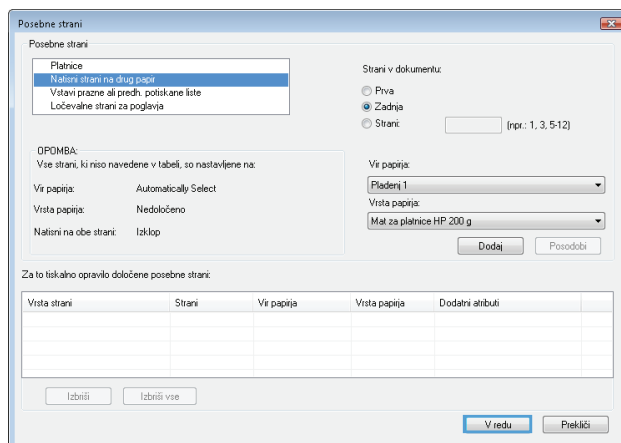 Posebne strani
Posebne strani
Platnice
Natisni strani na drug papir
Vstavi prazne ali predh. potiskane liste
Ločevalne strani za poglavja
Strani v dokumentu:
Prva
Zadnja
Strani:
(npr.: 1, 3, 5-12)
OPOMBA:
Vse strani, ki niso navedene v tabeli, so nastavljene na:
Vir papirja: Automatically Select
Vrsta papirja: Nedoločeno
Natisni na obe strani: Izklop
Vir papirja:
Pladenj 1
Vrsta papirja:
Mat za platnice HP 200 g
Dodaj Posodobi
Za to tiskalno opravilo določene posebne strani:
Vrsta strani Strani Vir papirja Vrsta papirja Dodatni atributi
Izbriši Izbriši vse
V redu Prekliči